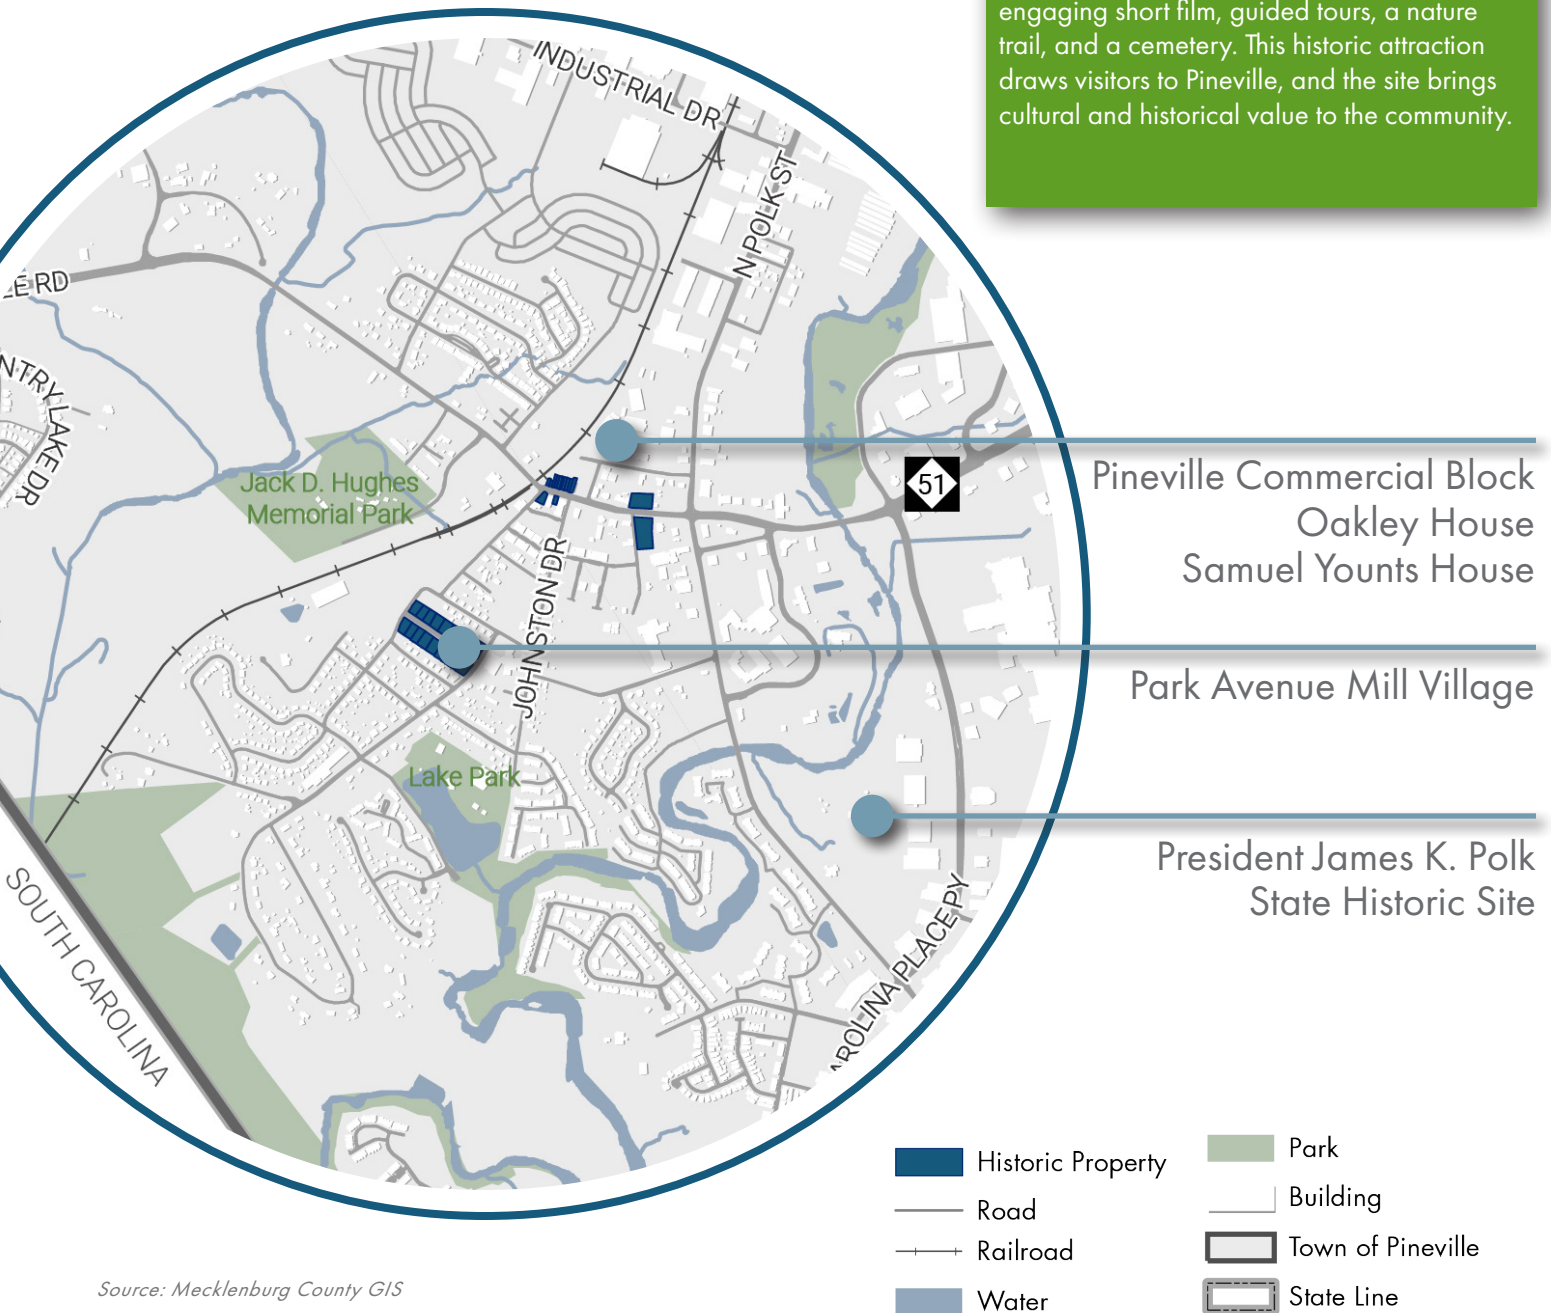 engaging short film, guided tours, a nature
trail, and a cemetery. This historic attraction
draws visitors to Pineville, and the site brings
cultural and historical value to the community.
INDUSTRIAL DR
N POLK ST
LE RD
NTRY LAKE DR
Jack D. Hughes
Memorial Park
51
Pineville Commercial Block
Oakley House
Samuel Younts House
JOHNSTON DR
Park Avenue Mill Village
Lake Park
President James K. Polk
State Historic Site
SOUTH CAROLINA
AROLINA PLACE PY
Historic Property
Road
Railroad
Water
Park
Building
Town of Pineville
State Line
Source: Mecklenburg County GIS